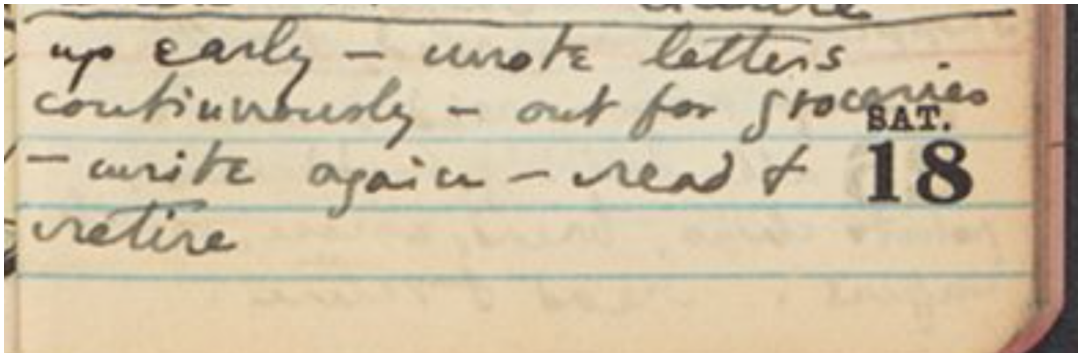 up early – wrote letters
continuously – out for groceries
SAT.
18
– write again – read &
retire